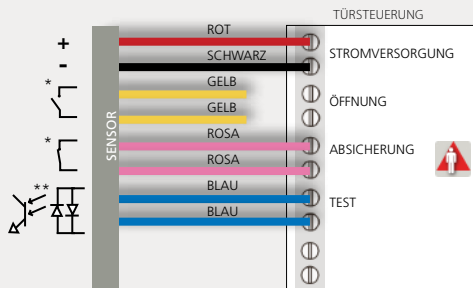 TÜRSTEUERUNG
ROT
+
STROMVERSORGUNG
SCHWARZ
-
GELB
*
ÖFFNUNG
GELB
SENSOR
ROSA
*
ABSICHERUNG
ROSA
BLAU
**
TEST
BLAU